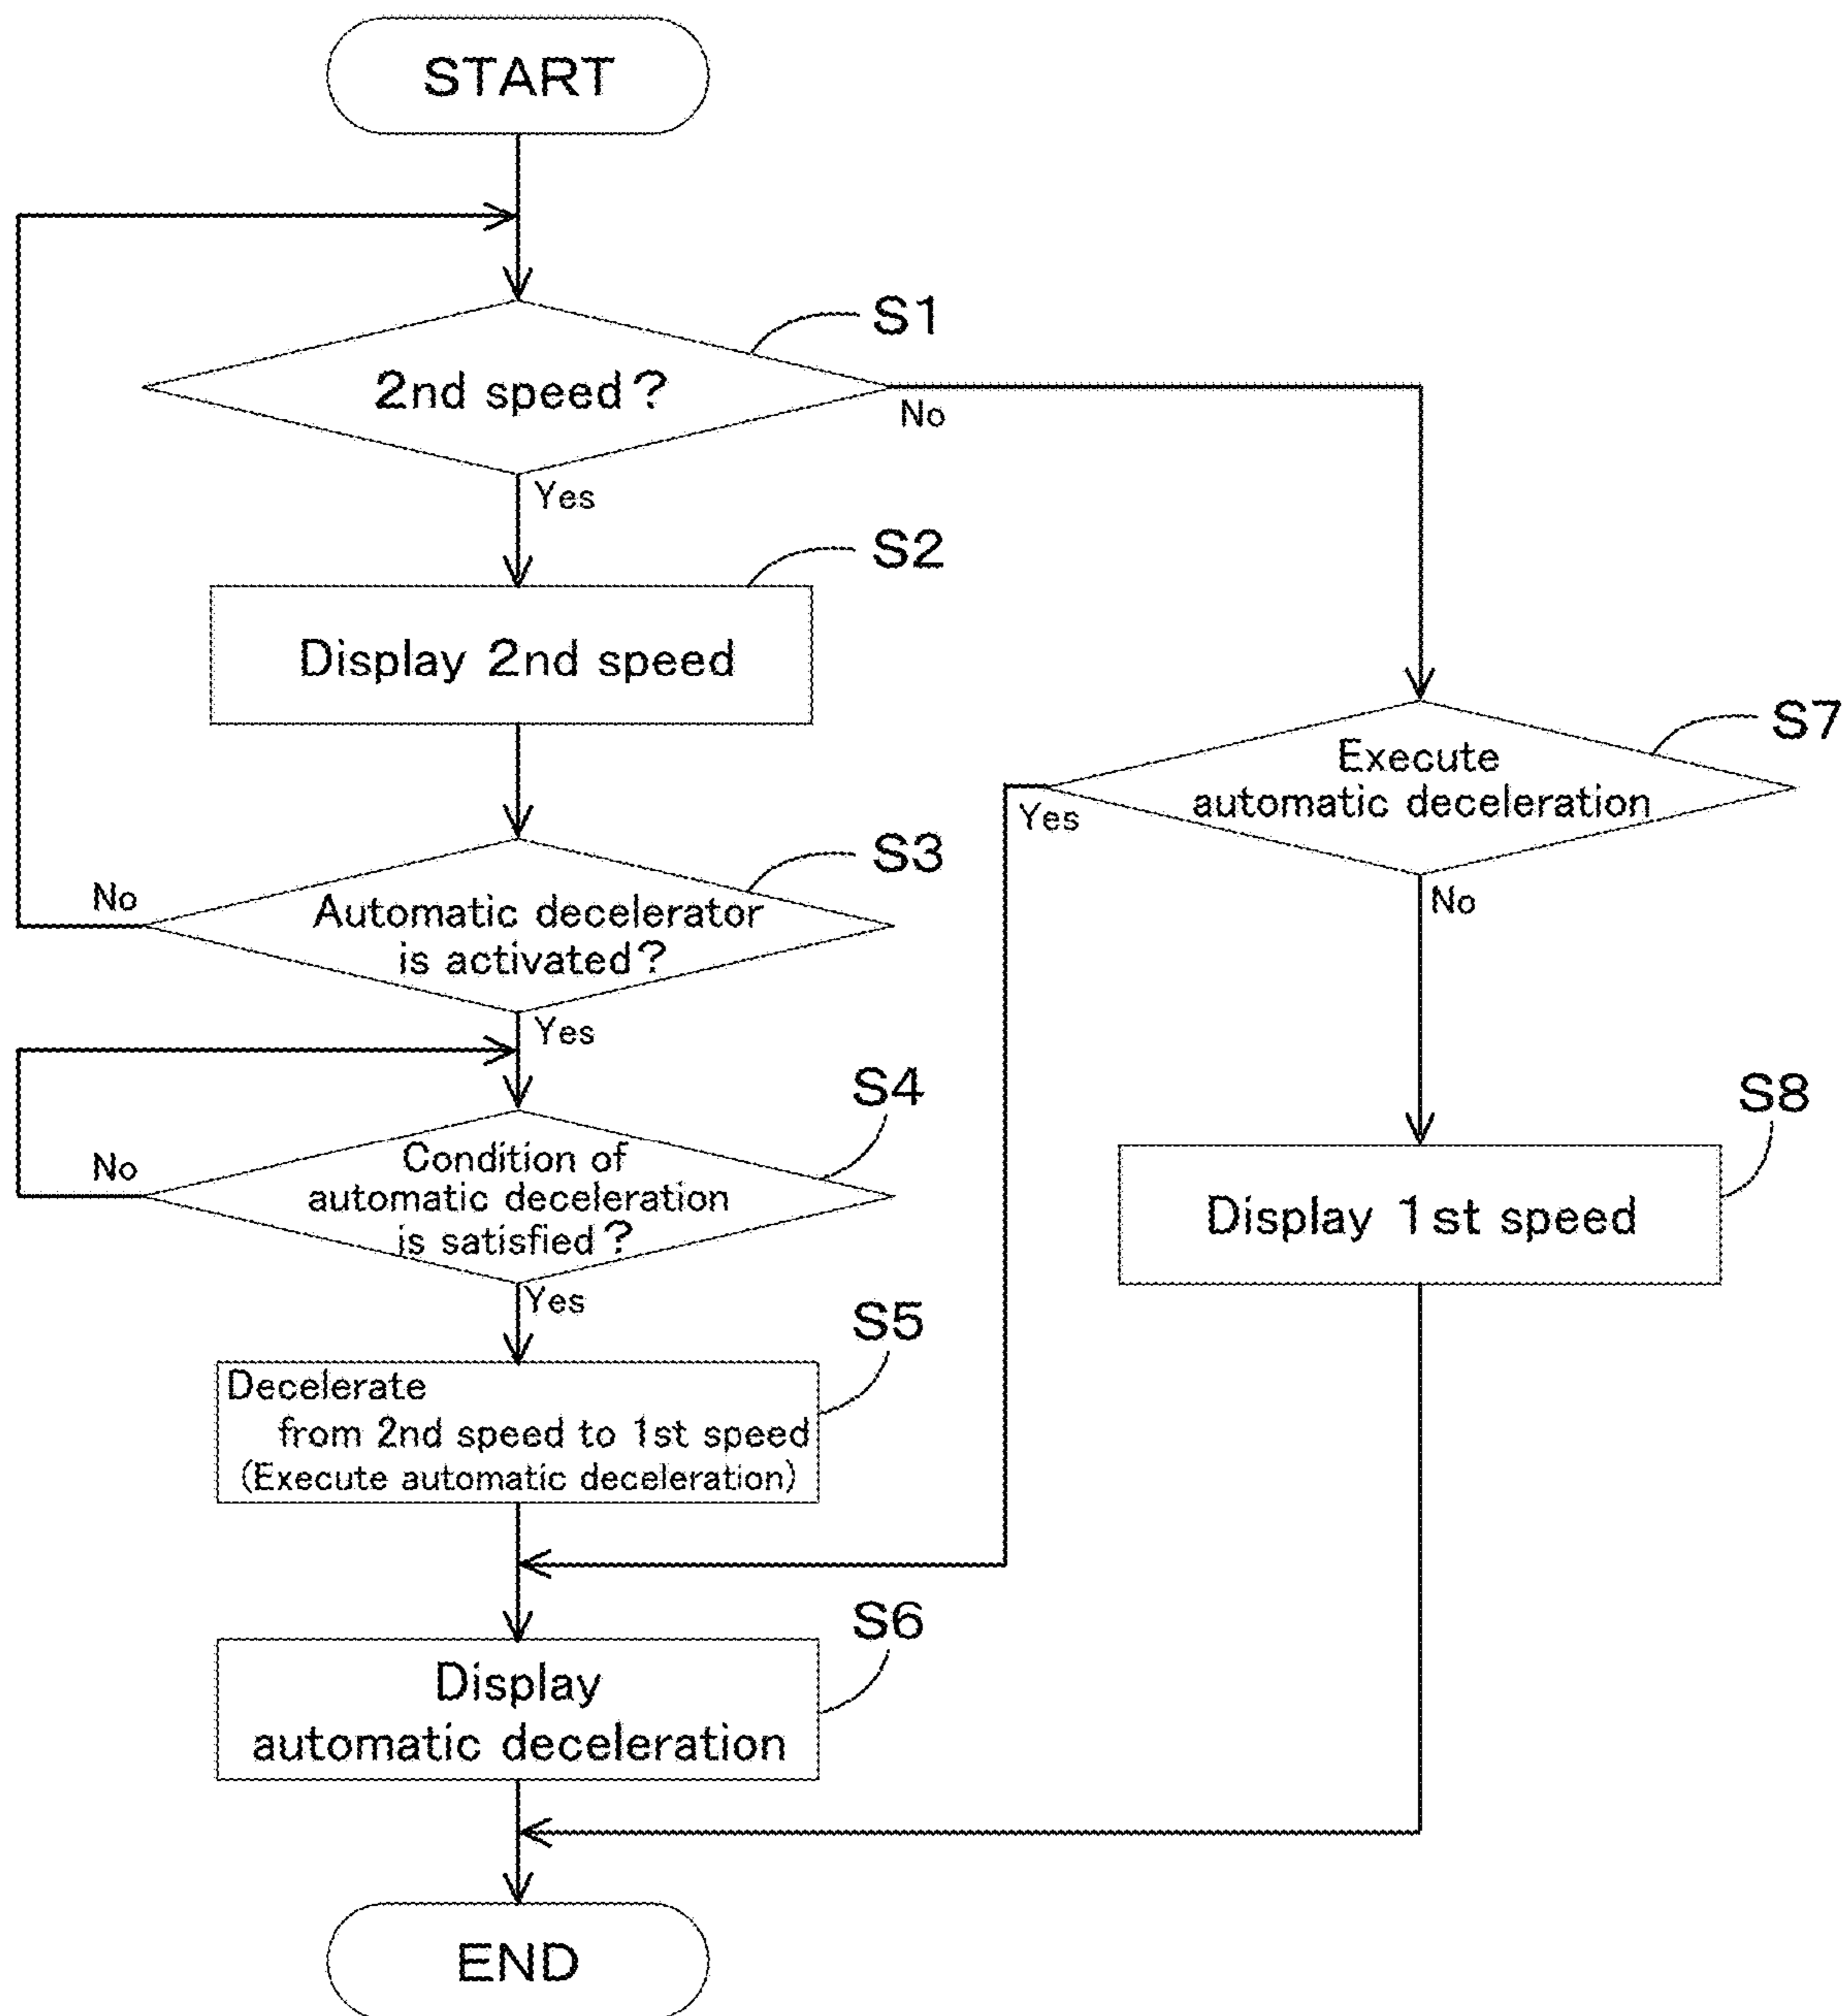 START
S1
2nd speed?
No
Yes
S2
Display 2nd speed
S3
Automatic decelerator
is activated?
No
Yes
S4
Condition of
automatic deceleration
is satisfied?
No
Yes
S5
Decelerate
from 2nd speed to 1st speed
(Execute automatic deceleration)
S6
Display
automatic deceleration
S7
Execute
automatic deceleration
Yes
No
S8
Display 1st speed
END